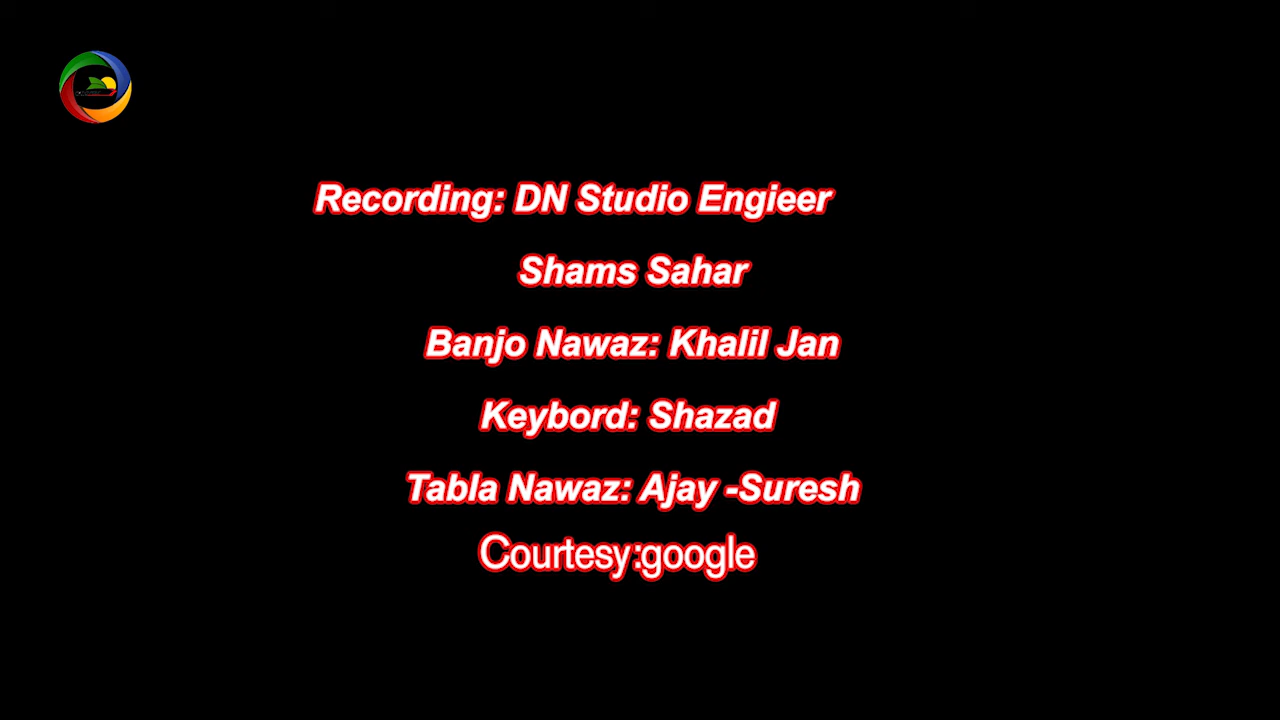 Recording: DN Studio Engieer
Shams Sahar
Banjo Nawaz: Khalil Jan
Keybord: Shazad
Tabla Nawaz: Ajay -Suresh
Courtesy:google